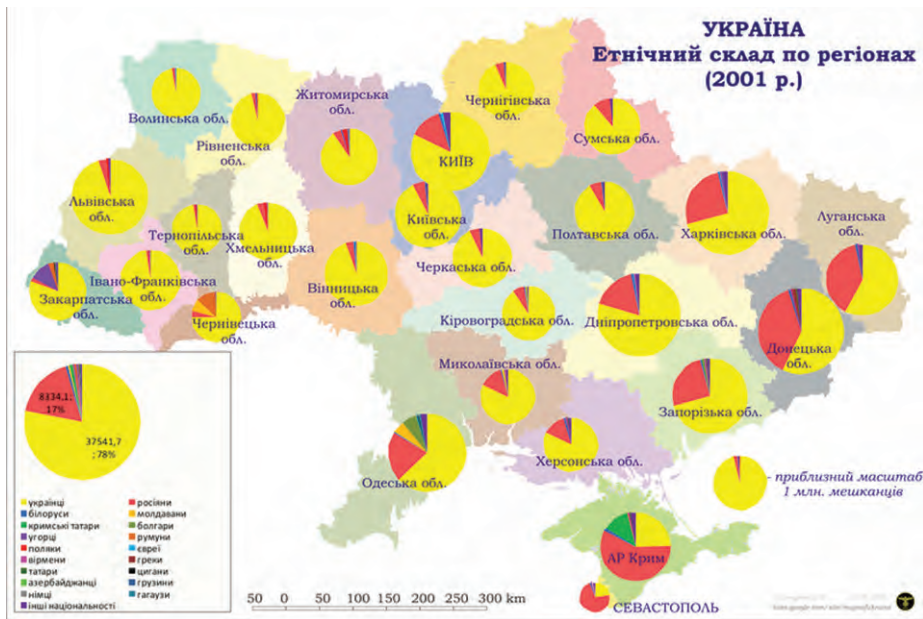 УКРАЇНА
Етнічний склад по регіонах
(2001 р.)
Волинська обл.
Рівненська
обл.
Житомирська
обл.
Чернігівська
обл.
Сумська
обл.
КИЇВ
Київська
обл.
Львівська
обл.
Тернопільська
обл.
Хмельницька
обл.
Вінницька
обл.
Черкаська
обл.
Полтавська
обл.
Харківська
обл.
Луганська
обл.
Закарпатська
обл.
Івано-Франківська
обл.
Чернівецька
обл.
Кіровоградська
обл.
Дніпропетровська
обл.
Донецька
обл.
Миколаївська
обл.
Запорізька обл.
Одеська обл.
Херсонська обл.
- приблизний масштаб
1 млн. мешканців
АР Крим
СЕВАСТОПОЛЬ
8334,1;
17%
37541,7
; 78%
українці
росіяни
білоруси
молдавани
кримські татари
болгари
угорці
румуни
поляки
євреї
вірмени
греки
татари
цигани
азербайджанці
грузини
німці
гагаузи
інші національності
50 0 50 100 150 200 250 300 km